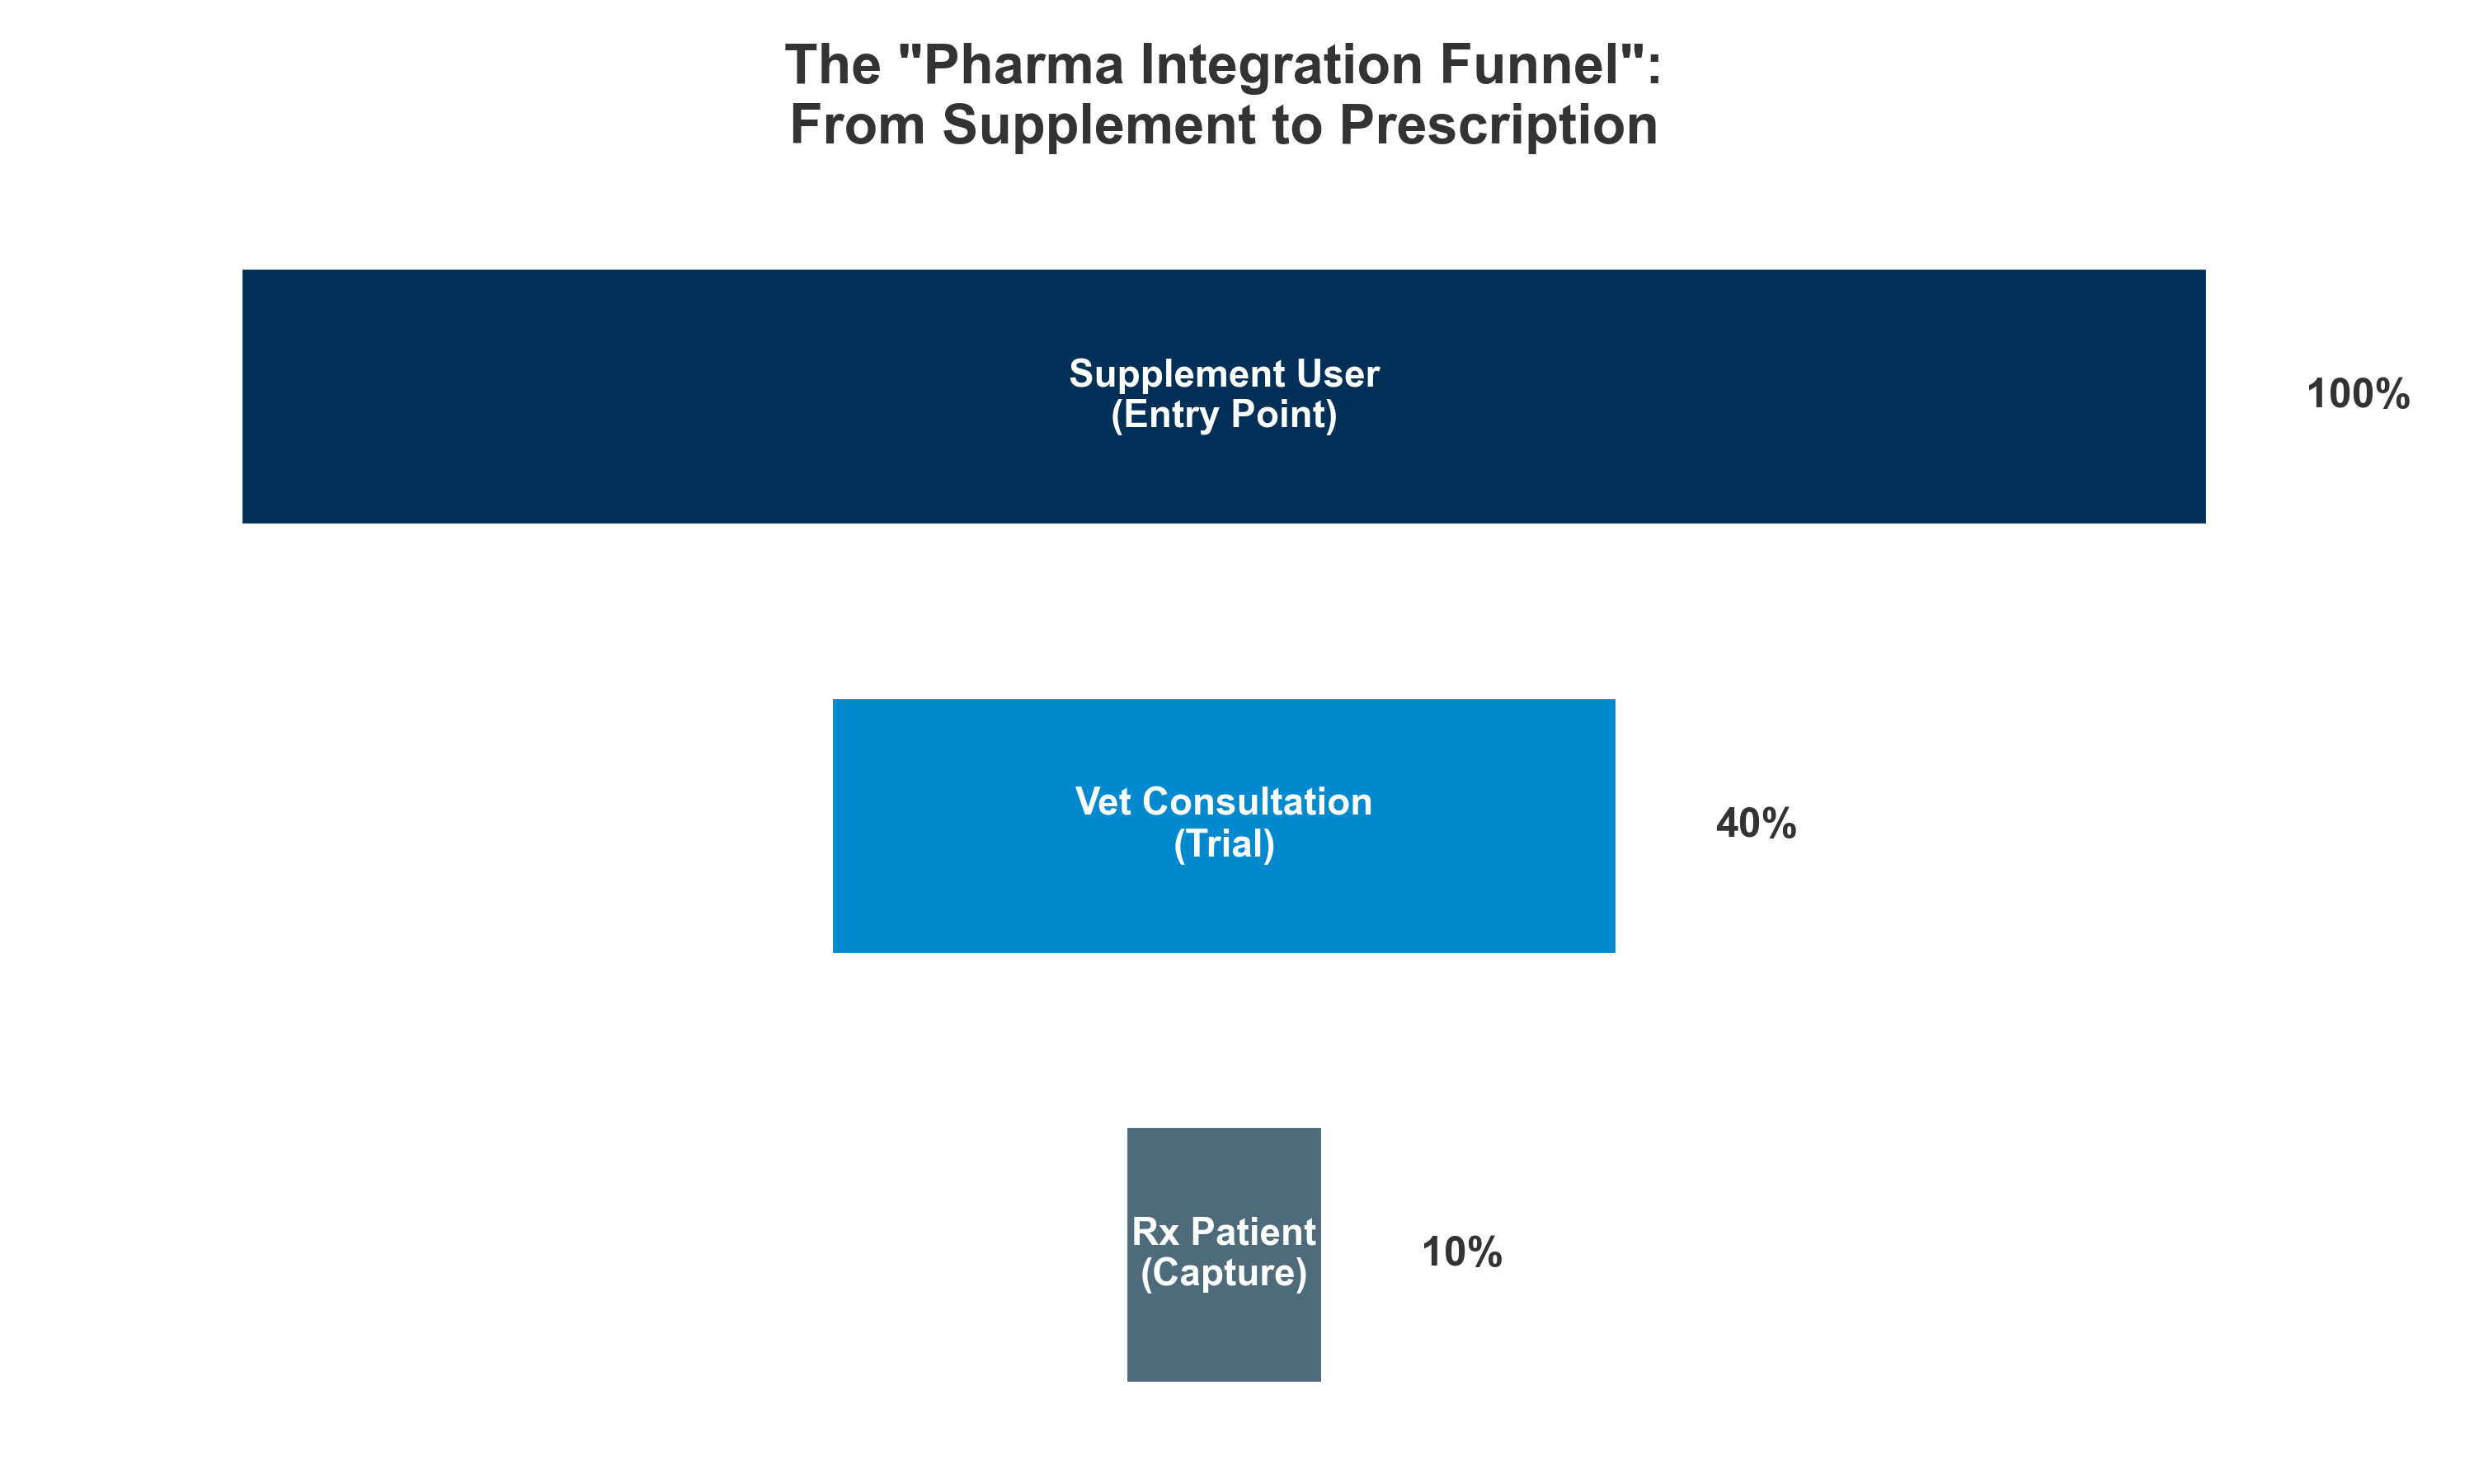 The "Pharma Integration Funnel":
From Supplement to Prescription
Supplement User
(Entry Point)
100%
Vet Consultation
(Trial)
40%
Rx Patient
(Capture)
10%